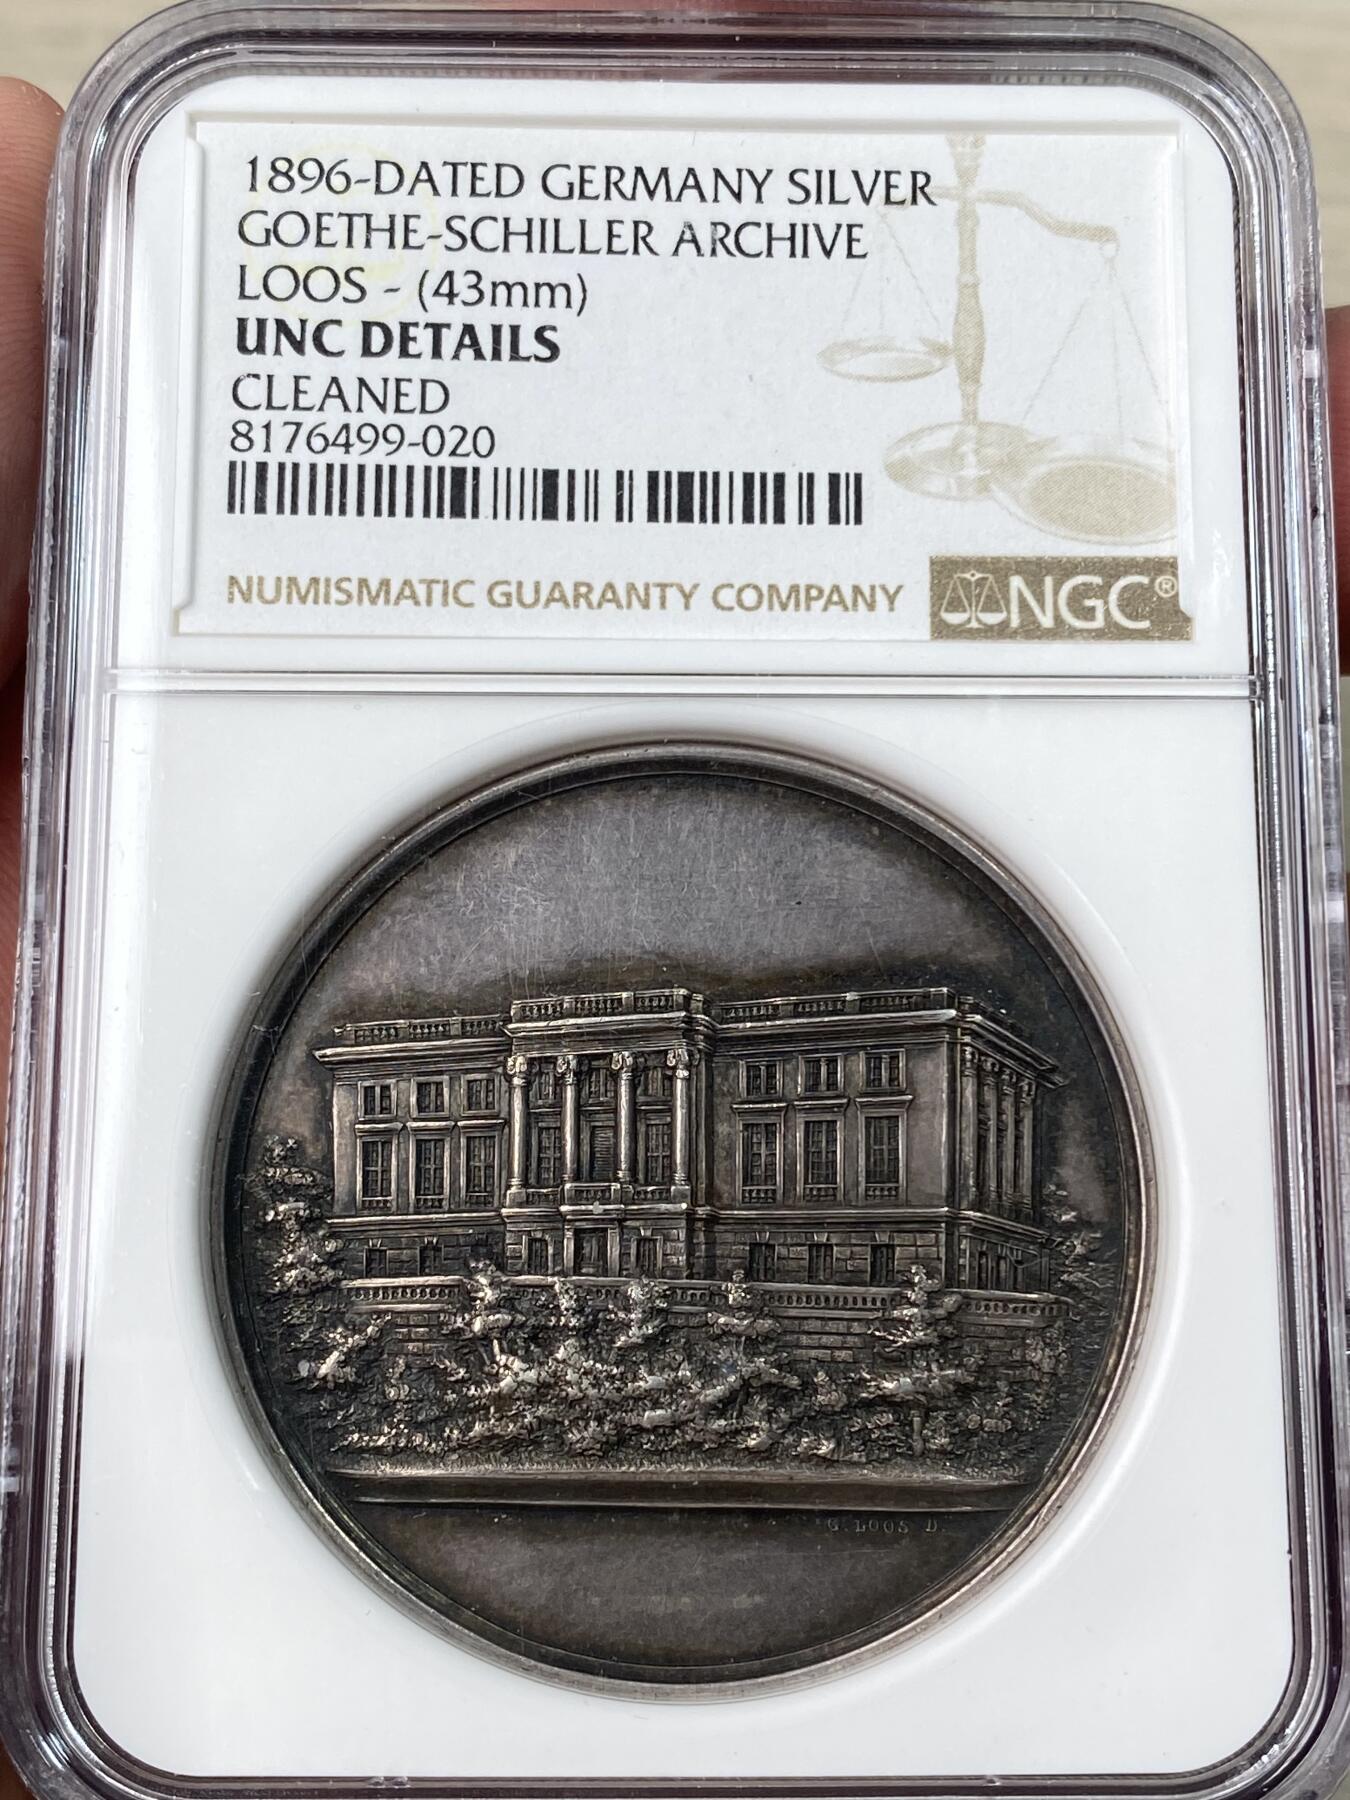 1896-DATED GERMANY SILVER
GOETHE-SCHILLER ARCHIVE
LOOS - (43mm)
UNC DETAILS
CLEANED
8176499-020
NUMISMATIC GUARANTY COMPANY
NGC®
G. LOOS D.